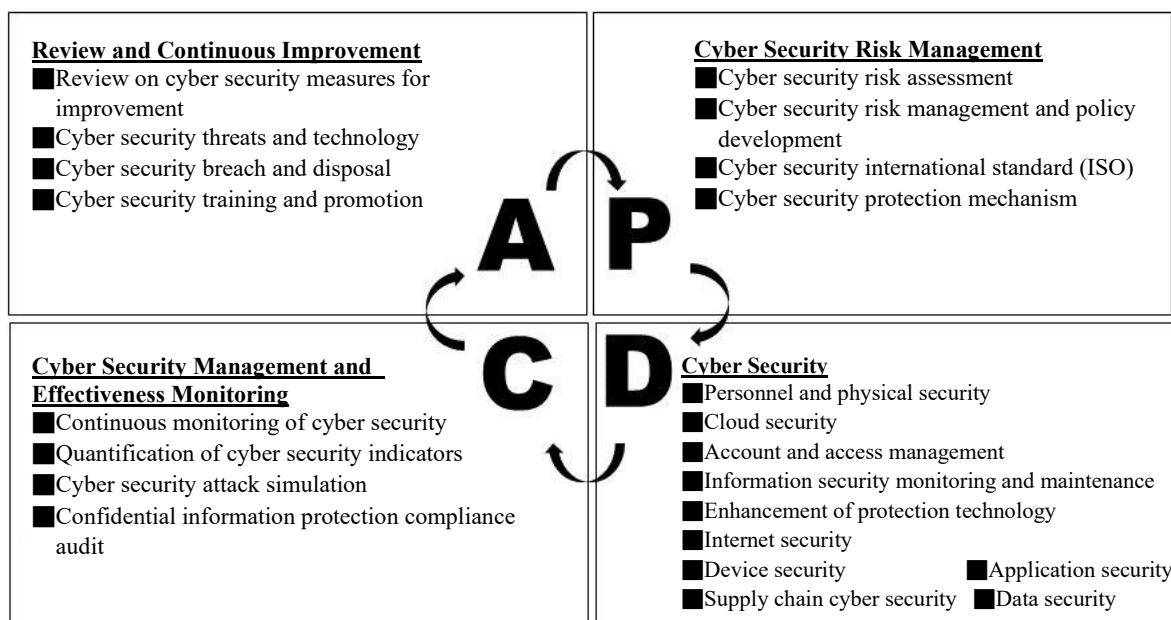 Review and Continuous Improvement
■Review on cyber security measures for
improvement
■Cyber security threats and technology
■Cyber security breach and disposal
■Cyber security training and promotion
A
Cyber Security Risk Management
■Cyber security risk assessment
■Cyber security risk management and policy
development
■Cyber security international standard (ISO)
■Cyber security protection mechanism
P
Cyber Security Management and
Effectiveness Monitoring
■Continuous monitoring of cyber security
■Quantification of cyber security indicators
■Cyber security attack simulation
■Confidential information protection compliance
audit
C
D
Cyber Security
■Personnel and physical security
■Cloud security
■Account and access management
■Information security monitoring and maintenance
■Enhancement of protection technology
■Internet security
■Device security ■Application security
■Supply chain cyber security ■Data security